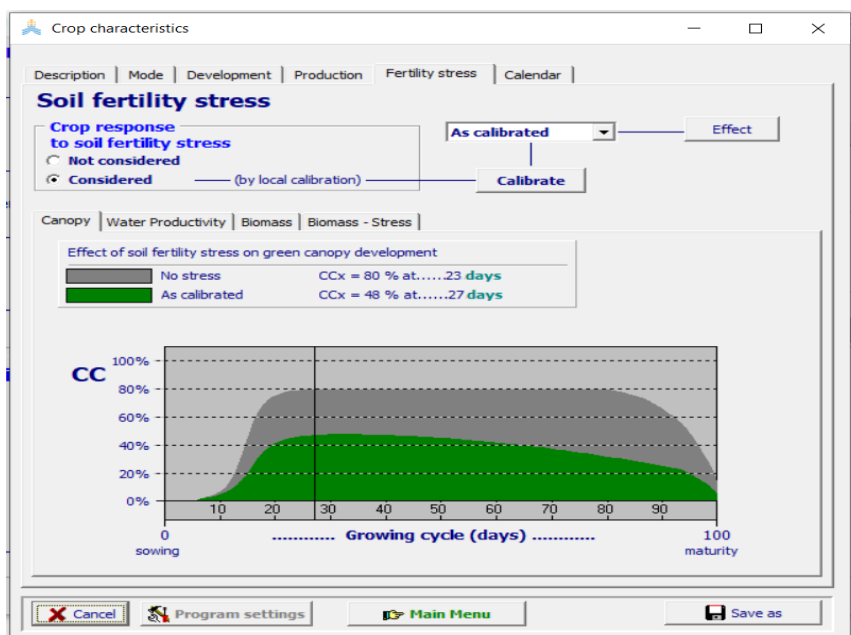 Crop characteristics
Description Mode Development Production Fertility stress Calendar
Soil fertility stress
Crop response
to soil fertility stress
Not considered
Considered (by local calibration)
As calibrated
Effect
Calibrate
Canopy Water Productivity Biomass Biomass - Stress
Effect of soil fertility stress on green canopy development
No stress CCx = 80 % at......23 days
As calibrated CCx = 48 % at......27 days
CC
100%
80%
60%
40%
20%
0%
10 20 30 40 50 60 70 80 90
0 ............ Growing cycle (days) ............ 100
sowing maturity
Cancel Program settings Main Menu Save as